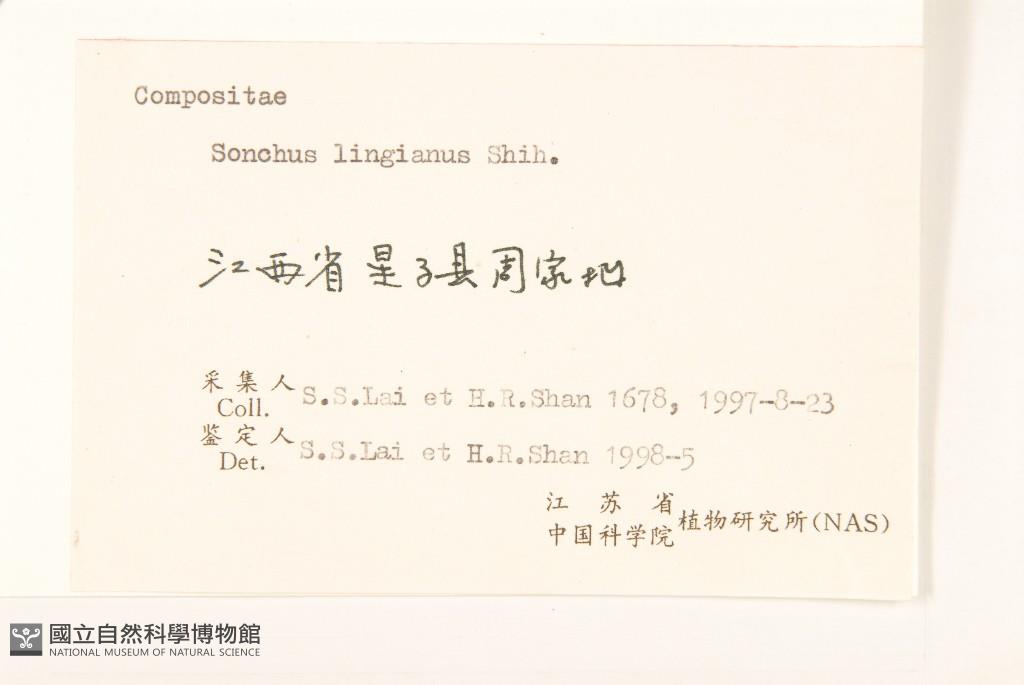 Compositae
Sonchus lingianus Shih.
江西省星子县周家地
采集人
Coll. S.S.Lai et H.R.Shan 1678, 1997-8-23
鉴定人
Det. S.S.Lai et H.R.Shan 1998-5
江苏省
中国科学院植物研究所(NAS)
國立自然科學博物館
NATIONAL MUSEUM OF NATURAL SCIENCE